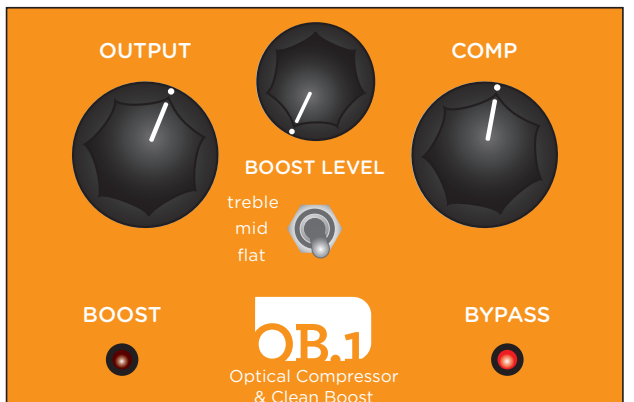 OUTPUT
COMP
BOOST LEVEL
treble
mid
flat
BOOST
BYPASS
OB.1
Optical Compressor
& Clean Boost